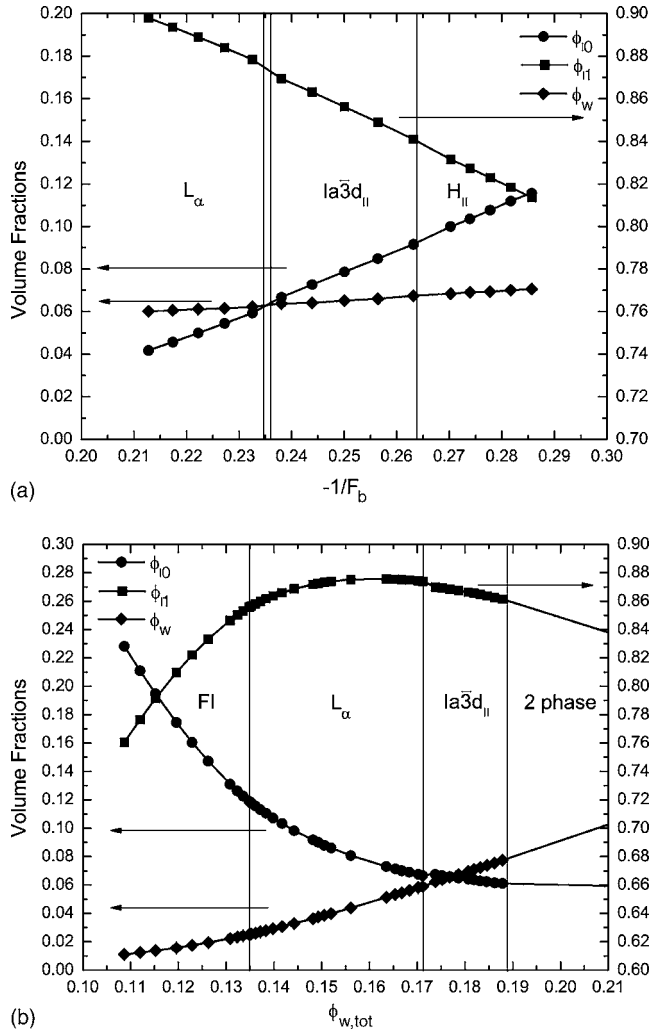 0.20
0.18
0.16
0.14
0.12
0.10
0.08
0.06
0.04
0.02
0.00
Volume Fractions
0.90
0.88
0.86
0.84
0.82
0.80
0.78
0.76
0.74
0.72
0.70
ϕl0
ϕl1
ϕw
Lα
Ia3̄dII
HII
0.20 0.21 0.22 0.23 0.24 0.25 0.26 0.27 0.28 0.29 0.30
(a)
-1/Fb
0.30
0.28
0.26
0.24
0.22
0.20
0.18
0.16
0.14
0.12
0.10
0.08
0.06
0.04
0.02
0.00
Volume Fractions
0.90
0.88
0.86
0.84
0.82
0.80
0.78
0.76
0.74
0.72
0.70
0.68
0.66
0.64
0.62
0.60
ϕl0
ϕl1
ϕw
FI
Lα
Ia3̄dII
2 phase
0.10 0.11 0.12 0.13 0.14 0.15 0.16 0.17 0.18 0.19 0.20 0.21
(b)
ϕw,tot